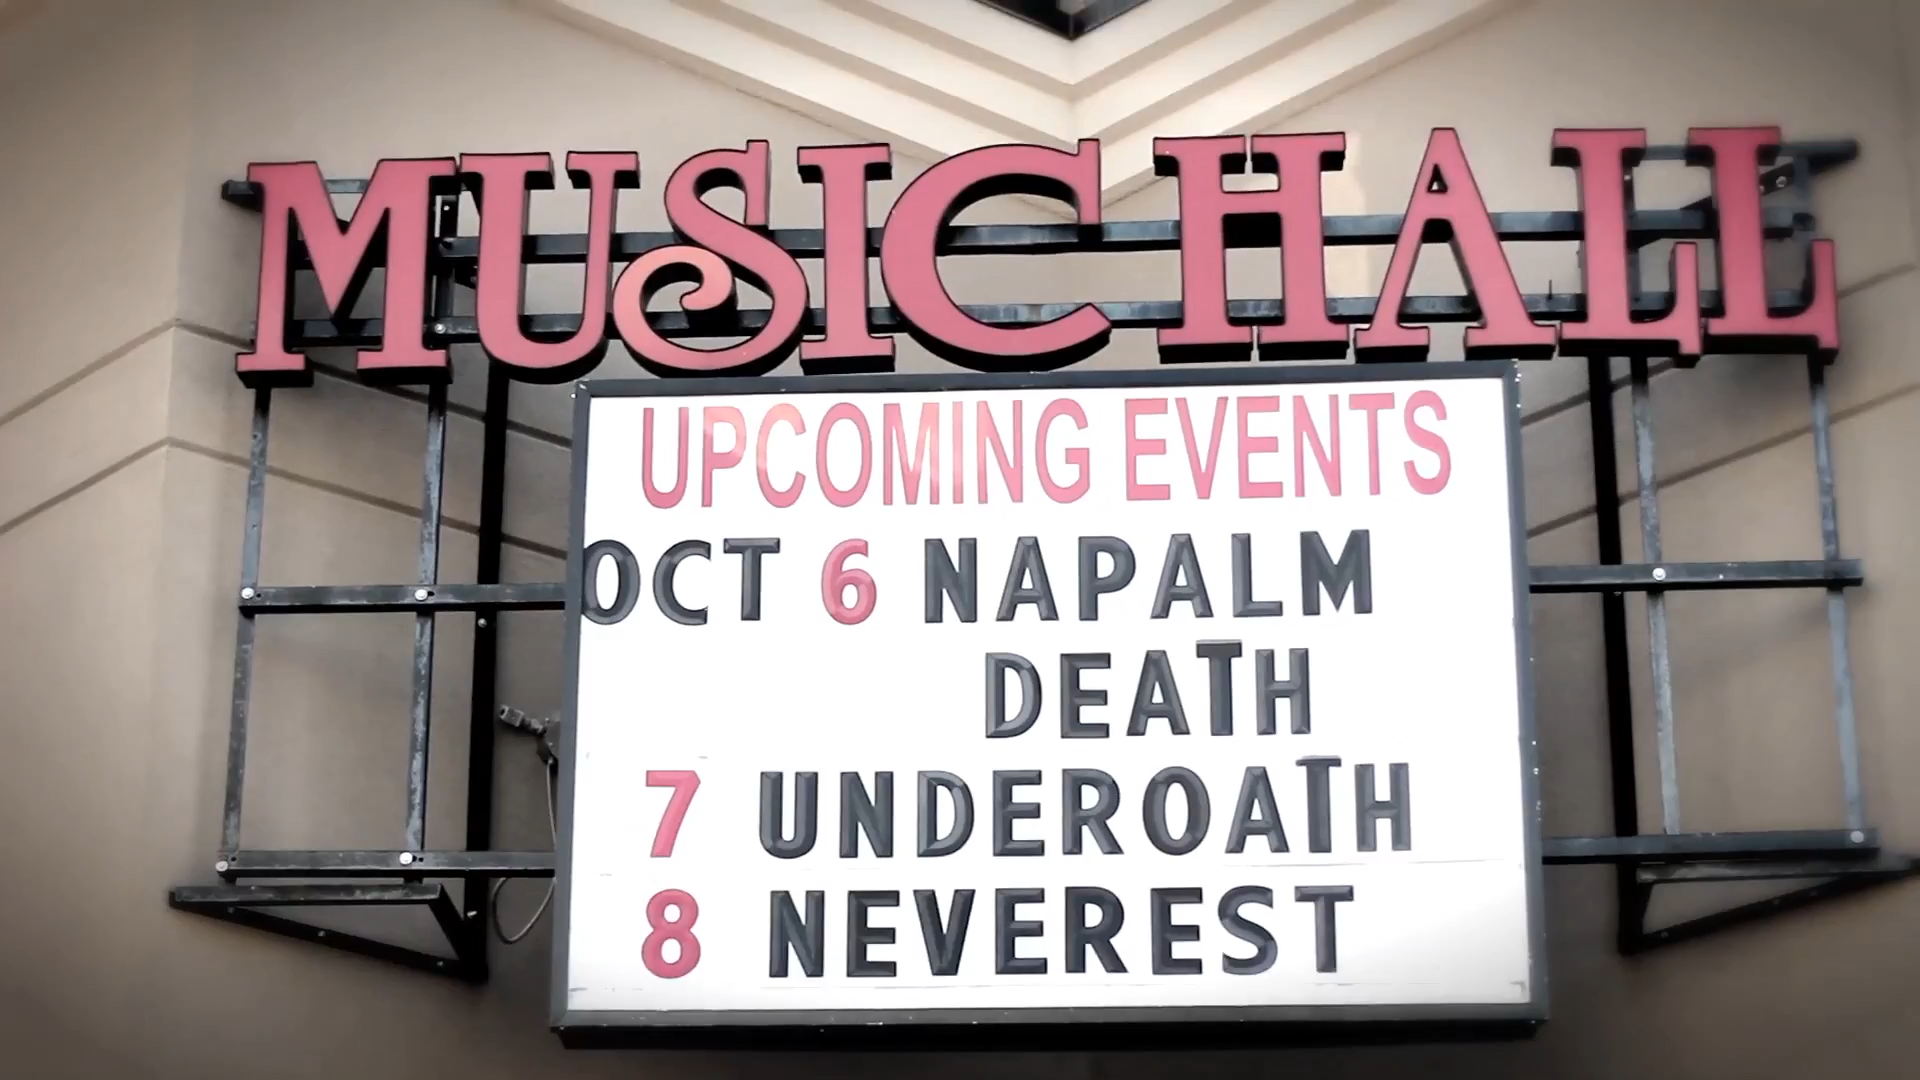 MUSIC HALL
UPCOMING EVENTS
OCT 6 NAPALM
DEATH
7 UNDEROATH
8 NEVEREST